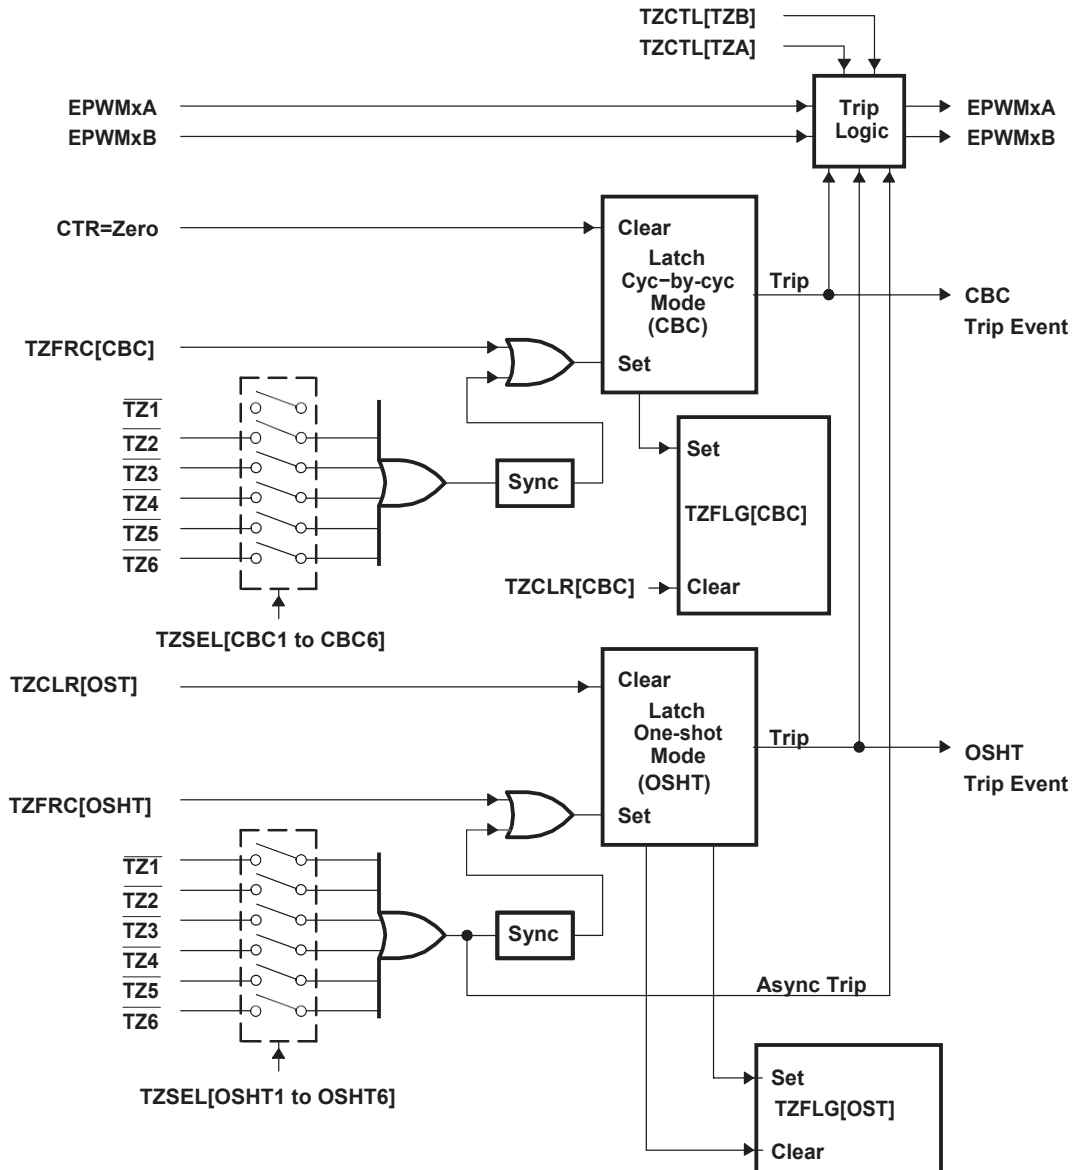 TZCTL[TZB]
TZCTL[TZA]
EPWMxA
EPWMxB
Trip
Logic
EPWMxA
EPWMxB
CTR=Zero
Clear
Latch
Cyc−by-cyc
Mode
(CBC)
Set
Trip
CBC
Trip Event
TZFRC[CBC]
TZ1
TZ2
TZ3
TZ4
TZ5
TZ6
Sync
Set
TZFLG[CBC]
Clear
TZCLR[CBC]
TZSEL[CBC1 to CBC6]
TZCLR[OST]
Clear
Latch
One-shot
Mode
(OSHT)
Set
Trip
OSHT
Trip Event
TZFRC[OSHT]
TZ1
TZ2
TZ3
TZ4
TZ5
TZ6
Sync
Async Trip
TZSEL[OSHT1 to OSHT6]
Set
TZFLG[OST]
Clear